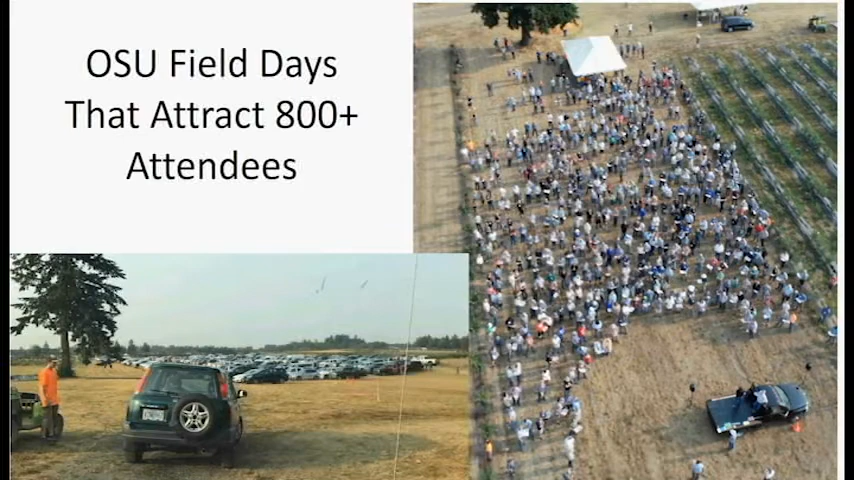 OSU Field Days
That Attract 800+
Attendees